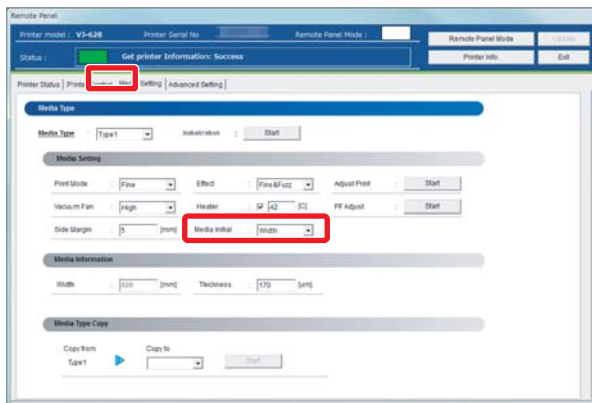 Remote Panel
Printer model : VJ-628 Printer Serial No Remote Panel Mode : Remote Panel Mode
Status : Get printer Information: Success Printer Info. Exit
Printer Status Setting Advanced Setting
Media Type
Media Type : Type1 Initialization : Start
Media Setting
Print Mode : Fine Effect : Fine&Fuzz Adjust Print : Start
Vacuum Fan : High Heater : 42 [C] PF Adjust : Start
Side Margin : 5 [mm] Media Initial : Width
Media Information
Width : [mm] Thickness : 170 [um]
Media Type Copy
Copy from Copy to
Type1 Start